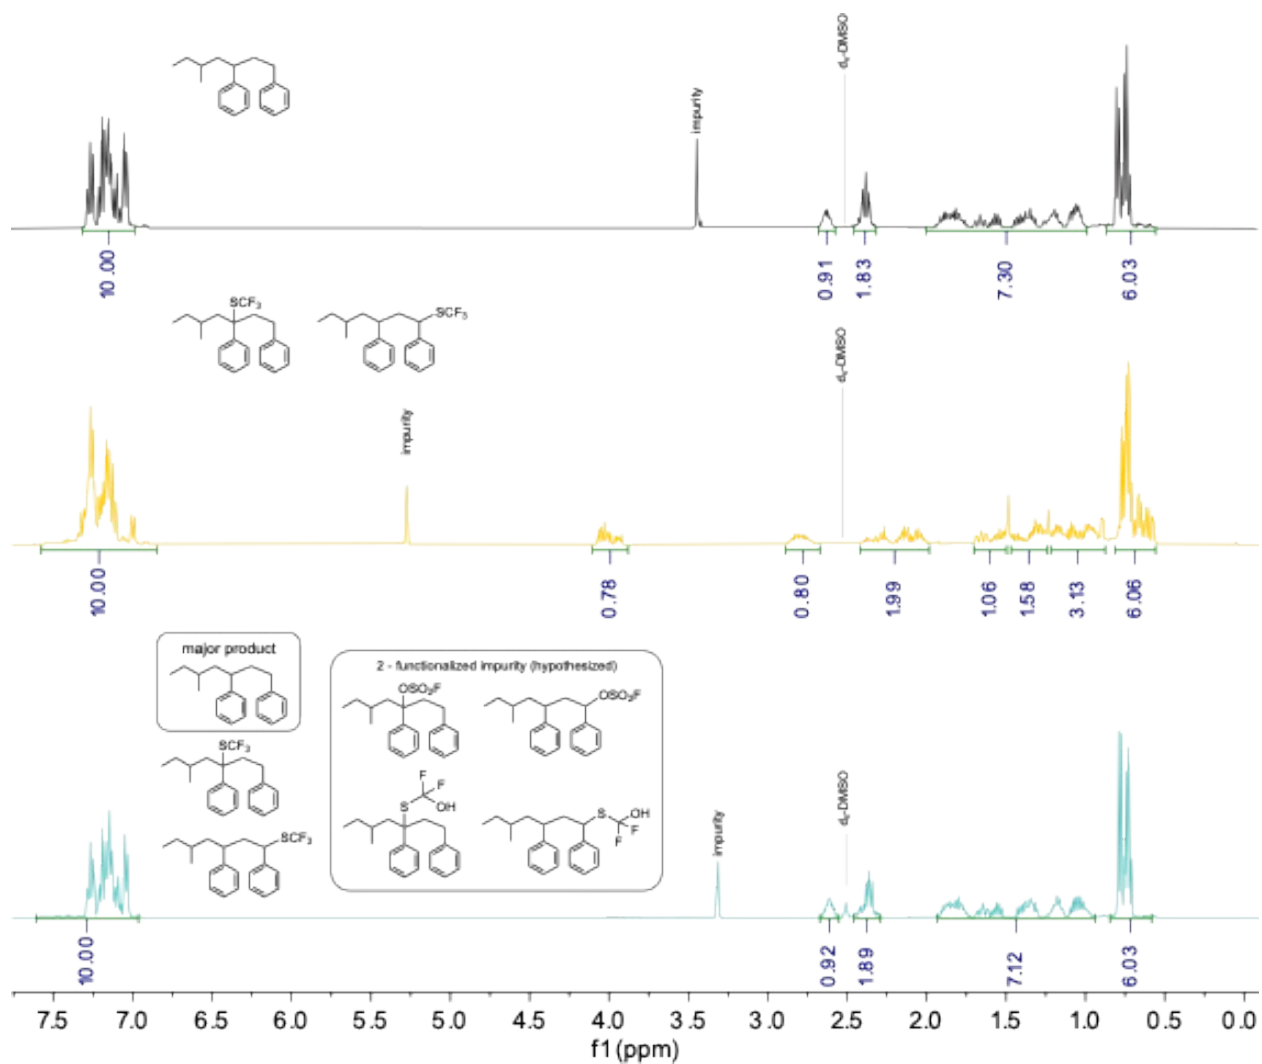 d₆-DMSO
impurity
10.00
0.91
1.83
7.30
6.03
SCF₃
SCF₃
d₆-DMSO
impurity
10.00
0.78
0.80
1.99
1.06
1.58
3.13
6.06
major product
2 - functionalized impurity (hypothesized)
OSO₂F
OSO₂F
SCF₃
F
F
S
OH
S
OH
F
F
SCF₃
d₆-DMSO
impurity
10.00
0.92
1.89
7.12
6.03
7.5 7.0 6.5 6.0 5.5 5.0 4.5 4.0 3.5 3.0 2.5 2.0 1.5 1.0 0.5 0.0
f1 (ppm)